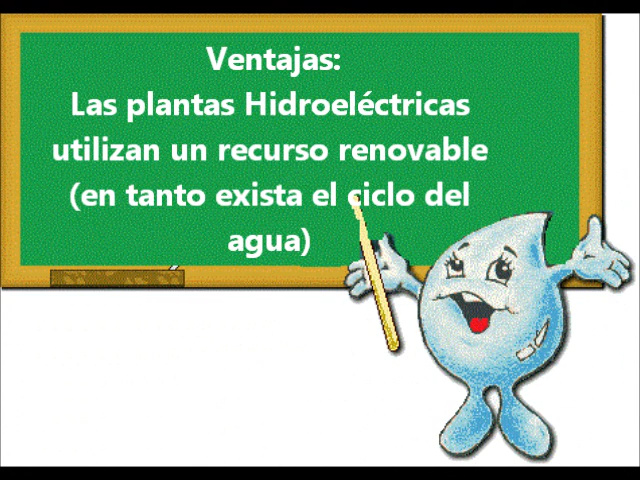 Ventajas:
Las plantas Hidroeléctricas
utilizan un recurso renovable
(en tanto exista el ciclo del
agua)